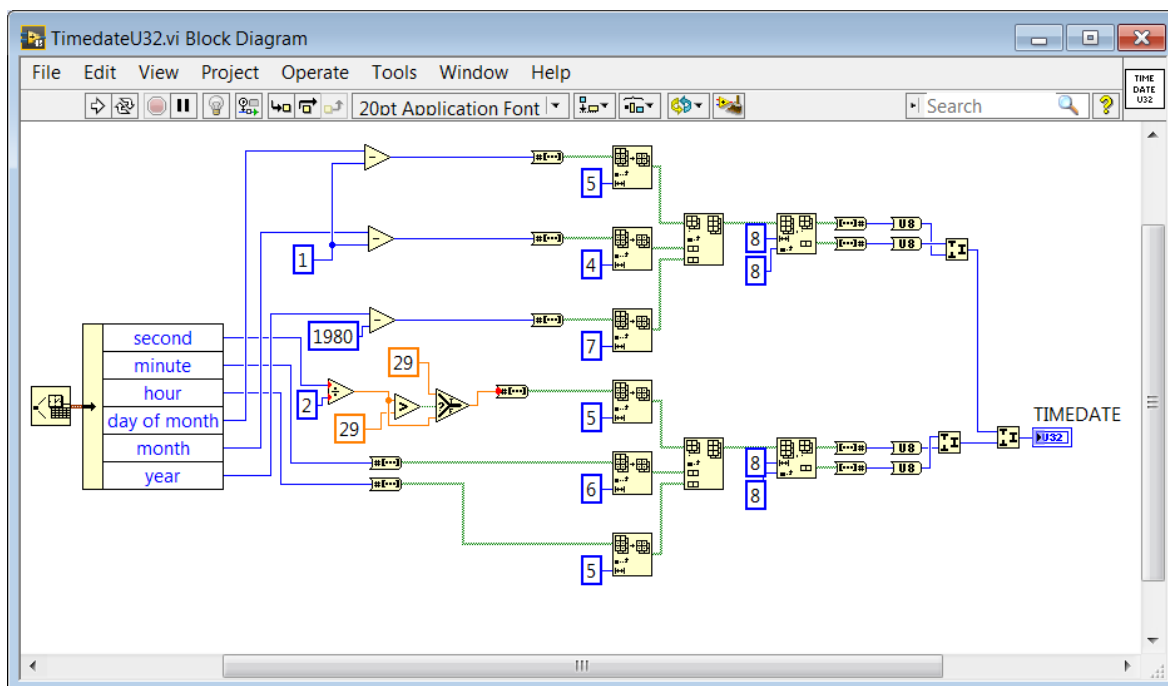 TimedateU32.vi Block Diagram
File Edit View Project Operate Tools Window Help
TIME
DATE
U32
20pt Application Font
Search
?
5
1
4
8
U8
8
U8
1980
7
second
minute
hour
day of month
month
year
29
2
29
>
5
TIMEDATE
U32
6
8
U8
8
U8
5